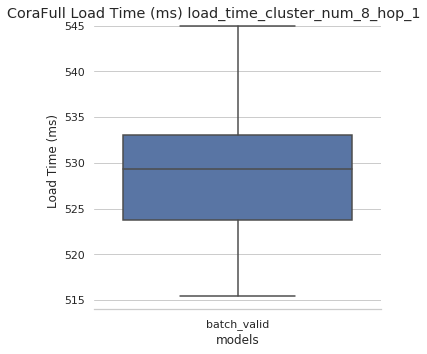 CoraFull Load Time (ms) load_time_cluster_num_8_hop_1
545
540
535
530
525
520
515
Load Time (ms)
batch_valid
models